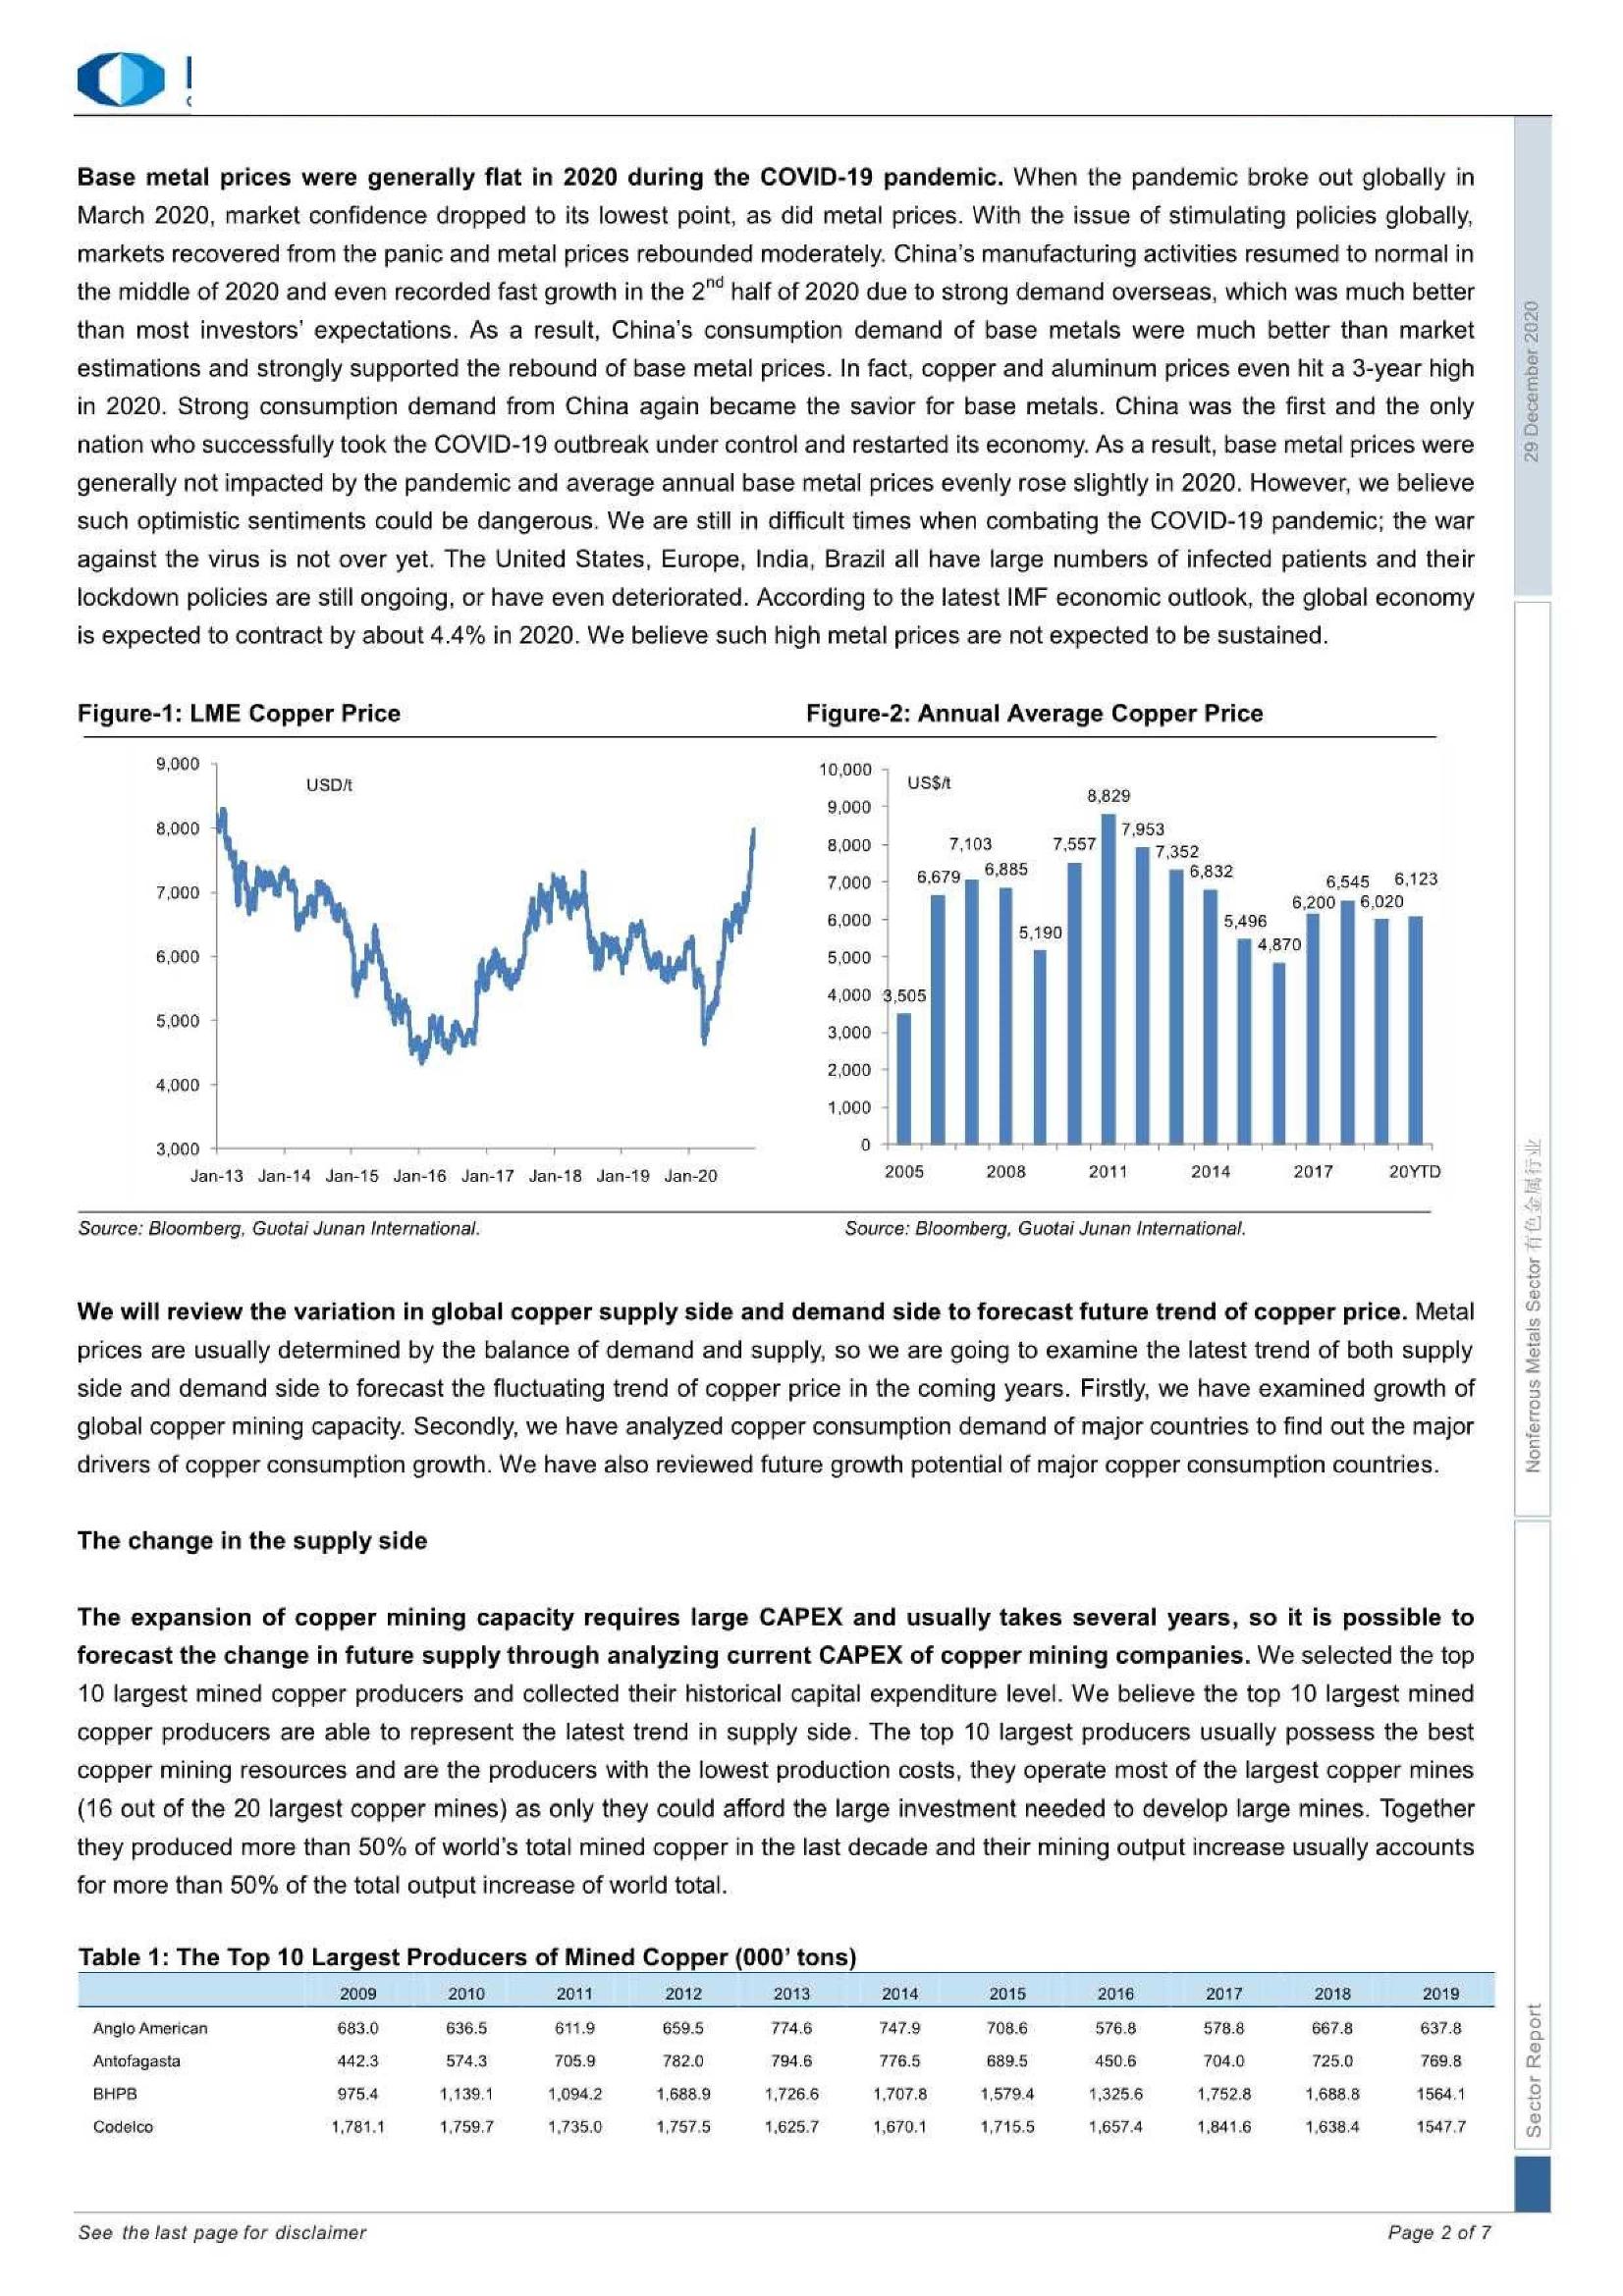 Base metal prices were generally flat in 2020 during the COVID-19 pandemic. When the pandemic broke out globally in
March 2020, market confidence dropped to its lowest point, as did metal prices. With the issue of stimulating policies globally,
markets recovered from the panic and metal prices rebounded moderately. China's manufacturing activities resumed to normal in
the middle of 2020 and even recorded fast growth in the 2nd half of 2020 due to strong demand overseas, which was much better
than most investors' expectations. As a result, China's consumption demand of base metals were much better than market
estimations and strongly supported the rebound of base metal prices. In fact, copper and aluminum prices even hit a 3-year high
in 2020. Strong consumption demand from China again became the savior for base metals. China was the first and the only
nation who successfully took the COVID-19 outbreak under control and restarted its economy. As a result, base metal prices were
generally not impacted by the pandemic and average annual base metal prices evenly rose slightly in 2020. However, we believe
such optimistic sentiments could be dangerous. We are still in difficult times when combating the COVID-19 pandemic; the war
against the virus is not over yet. The United States, Europe, India, Brazil all have large numbers of infected patients and their
lockdown policies are still ongoing, or have even deteriorated. According to the latest IMF economic outlook, the global economy
is expected to contract by about 4.4% in 2020. We believe such high metal prices are not expected to be sustained.
Figure-1: LME Copper Price
USD/t
9,000
8,000
7,000
6,000
5,000
4,000
3,000
Jan-13 Jan-14 Jan-15 Jan-16 Jan-17 Jan-18 Jan-19 Jan-20
Source: Bloomberg, Guotai Junan International.
Figure-2: Annual Average Copper Price
US$/t
10,000
9,000
8,000
7,000
6,000
5,000
4,000
3,000
2,000
1,000
0
3,505 6,679 7,103 6,885 5,190 7,557 8,829 7,953 7,352 6,832 5,496 4,870 6,200 6,545 6,020 6,123
2005 2008 2011 2014 2017 20YTD
Source: Bloomberg, Guotai Junan International.
We will review the variation in global copper supply side and demand side to forecast future trend of copper price. Metal
prices are usually determined by the balance of demand and supply, so we are going to examine the latest trend of both supply
side and demand side to forecast the fluctuating trend of copper price in the coming years. Firstly, we have examined growth of
global copper mining capacity. Secondly, we have analyzed copper consumption demand of major countries to find out the major
drivers of copper consumption growth. We have also reviewed future growth potential of major copper consumption countries.
The change in the supply side
The expansion of copper mining capacity requires large CAPEX and usually takes several years, so it is possible to
forecast the change in future supply through analyzing current CAPEX of copper mining companies. We selected the top
10 largest mined copper producers and collected their historical capital expenditure level. We believe the top 10 largest mined
copper producers are able to represent the latest trend in supply side. The top 10 largest producers usually possess the best
copper mining resources and are the producers with the lowest production costs, they operate most of the largest copper mines
(16 out of the 20 largest copper mines) as only they could afford the large investment needed to develop large mines. Together
they produced more than 50% of world's total mined copper in the last decade and their mining output increase usually accounts
for more than 50% of the total output increase of world total.
Table 1: The Top 10 Largest Producers of Mined Copper (000' tons)
2009 2010 2011 2012 2013 2014 2015 2016 2017 2018 2019
Anglo American 683.0 636.5 611.9 659.5 774.6 747.9 708.6 576.8 578.8 667.8 637.8
Antofagasta 442.3 574.3 705.9 782.0 794.6 776.5 689.5 450.6 704.0 725.0 769.8
BHPB 975.4 1,139.1 1,094.2 1,688.9 1,726.6 1,707.8 1,579.4 1,325.6 1,752.8 1,688.8 1564.1
Codelco 1,781.1 1,759.7 1,735.0 1,757.5 1,625.7 1,670.1 1,715.5 1,657.4 1,841.6 1,638.4 1547.7
29 December 2020
Nonferrous Metals Sector 有色金属行业
Sector Report
See the last page for disclaimer
Page 2 of 7